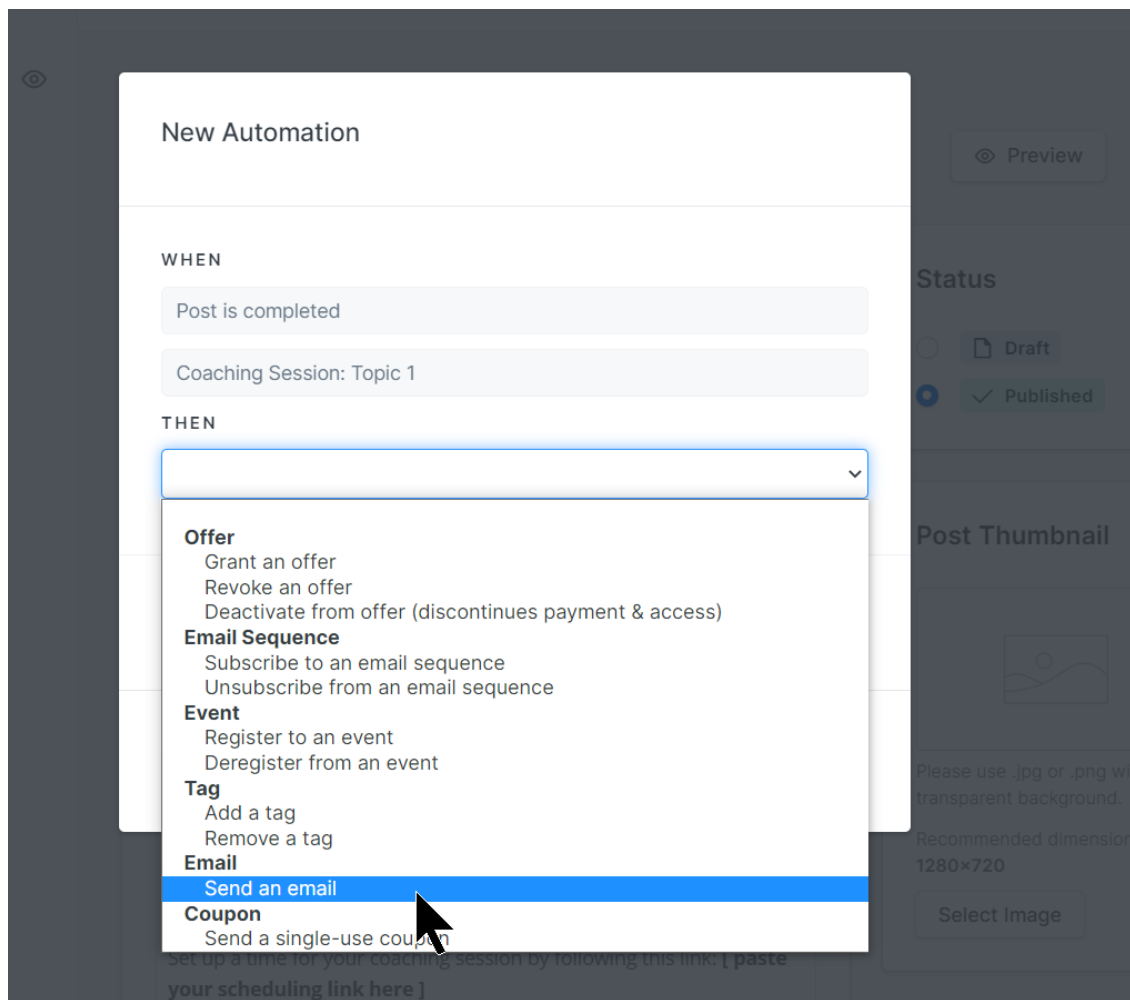 New Automation
Preview
WHEN
Post is completed
Status
Coaching Session: Topic 1
Draft
Published
THEN
Offer
Grant an offer
Revoke an offer
Deactivate from offer (discontinues payment & access)
Email Sequence
Subscribe to an email sequence
Unsubscribe from an email sequence
Event
Register to an event
Deregister from an event
Tag
Add a tag
Remove a tag
Email
Send an email
Coupon
Send a single-use coupon
Post Thumbnail
Please use .jpg or .png wi
transparent background.
Recommended dimension
1280×720
Select Image
Set up a time for your coaching session by following this link: [ paste
your scheduling link here ]